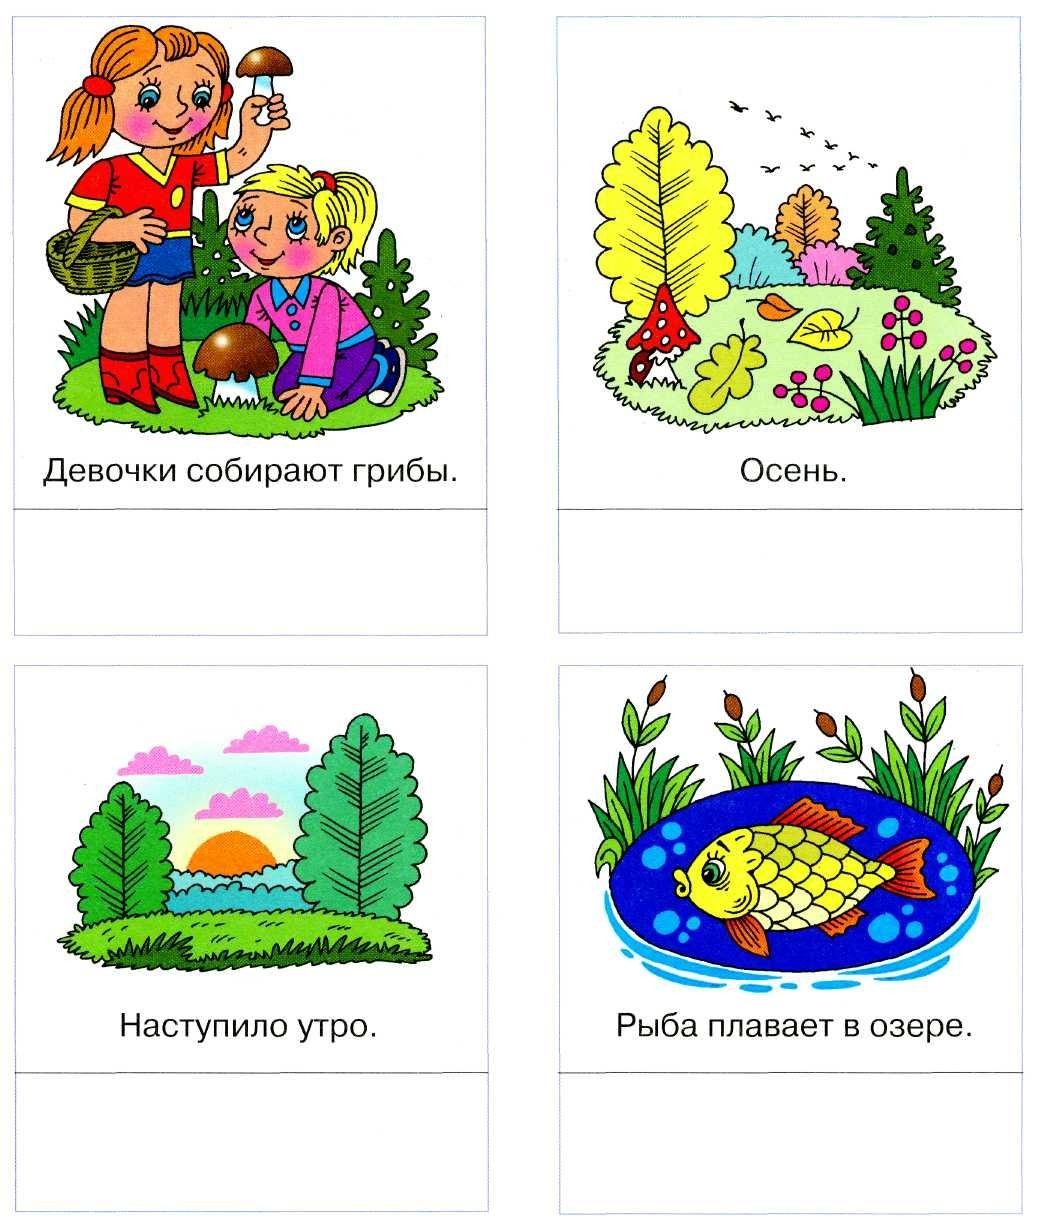 Девочки собирают грибы.
Осень.
Наступило утро.
Рыба плавает в озере.